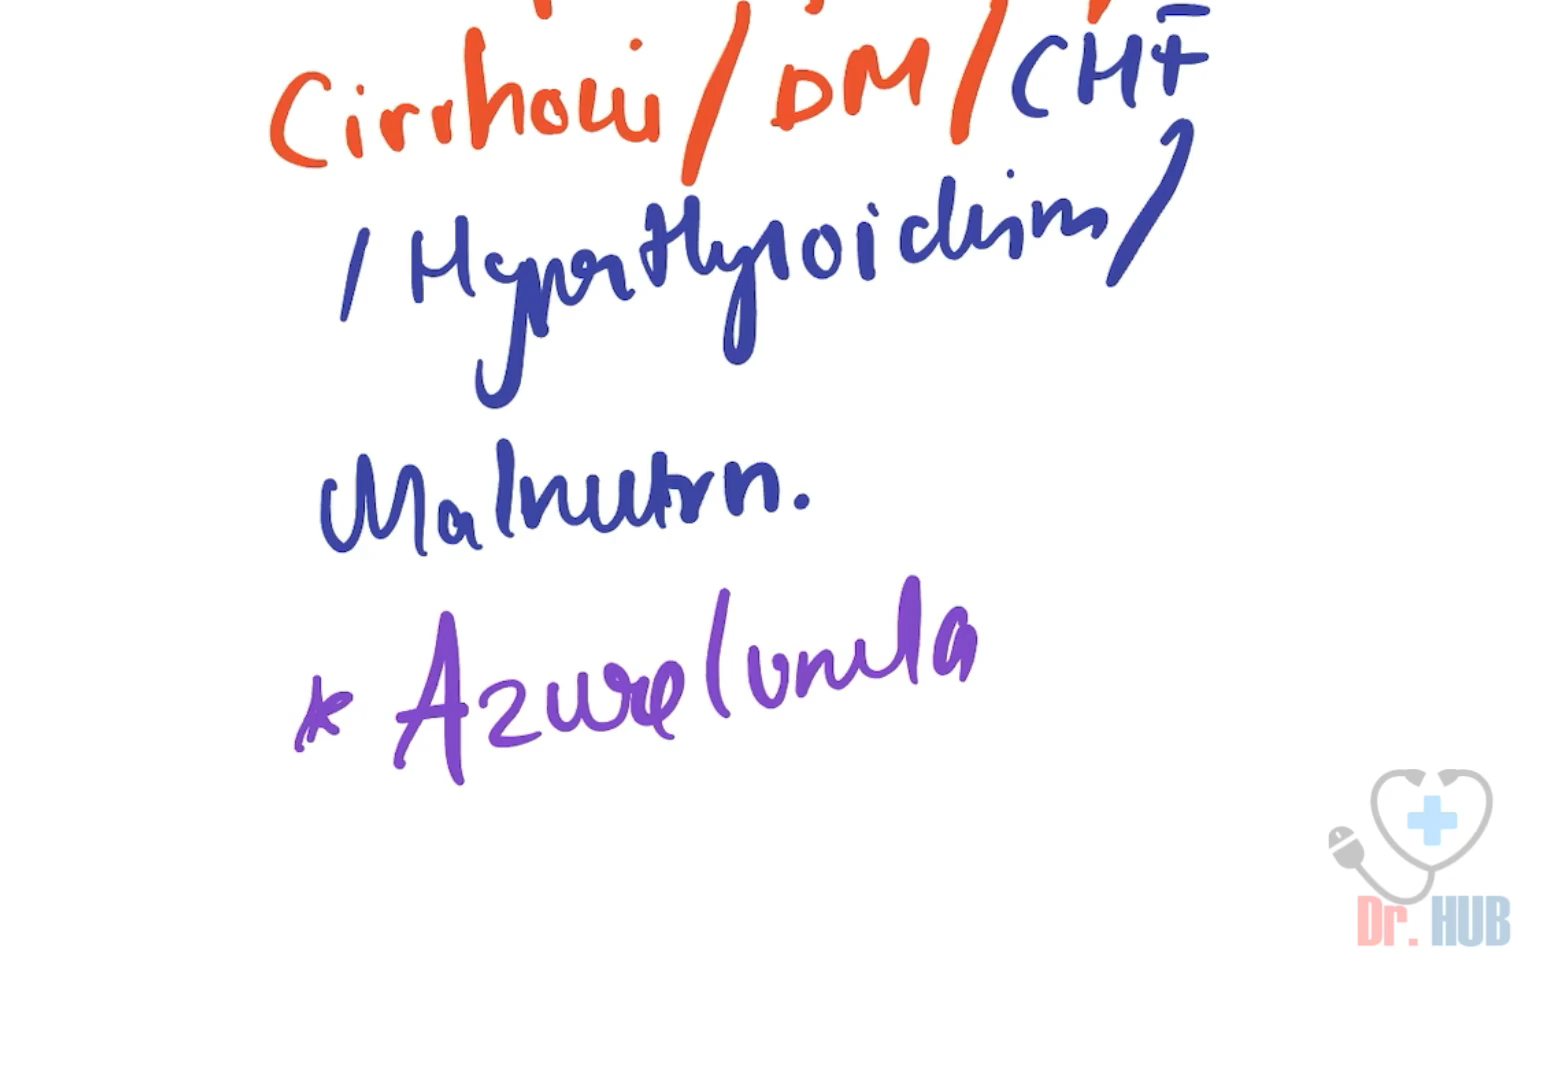 Cirrhosis / DM / CHF
/ Hyperthyroidism /
Malnutrn.
* Azure lunula
Dr. HUB